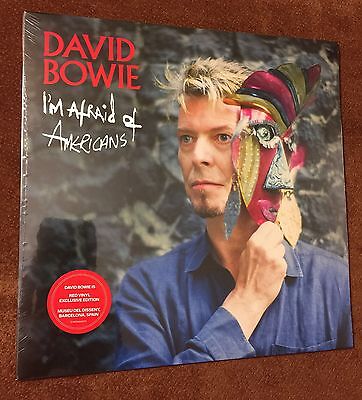 DAVID
BOWIE
I'm Afraid of
AMERICANS
DAVID BOWIE IS
RED VINYL
EXCLUSIVE EDITION
MUSEU DEL DISSENY,
BARCELONA, SPAIN